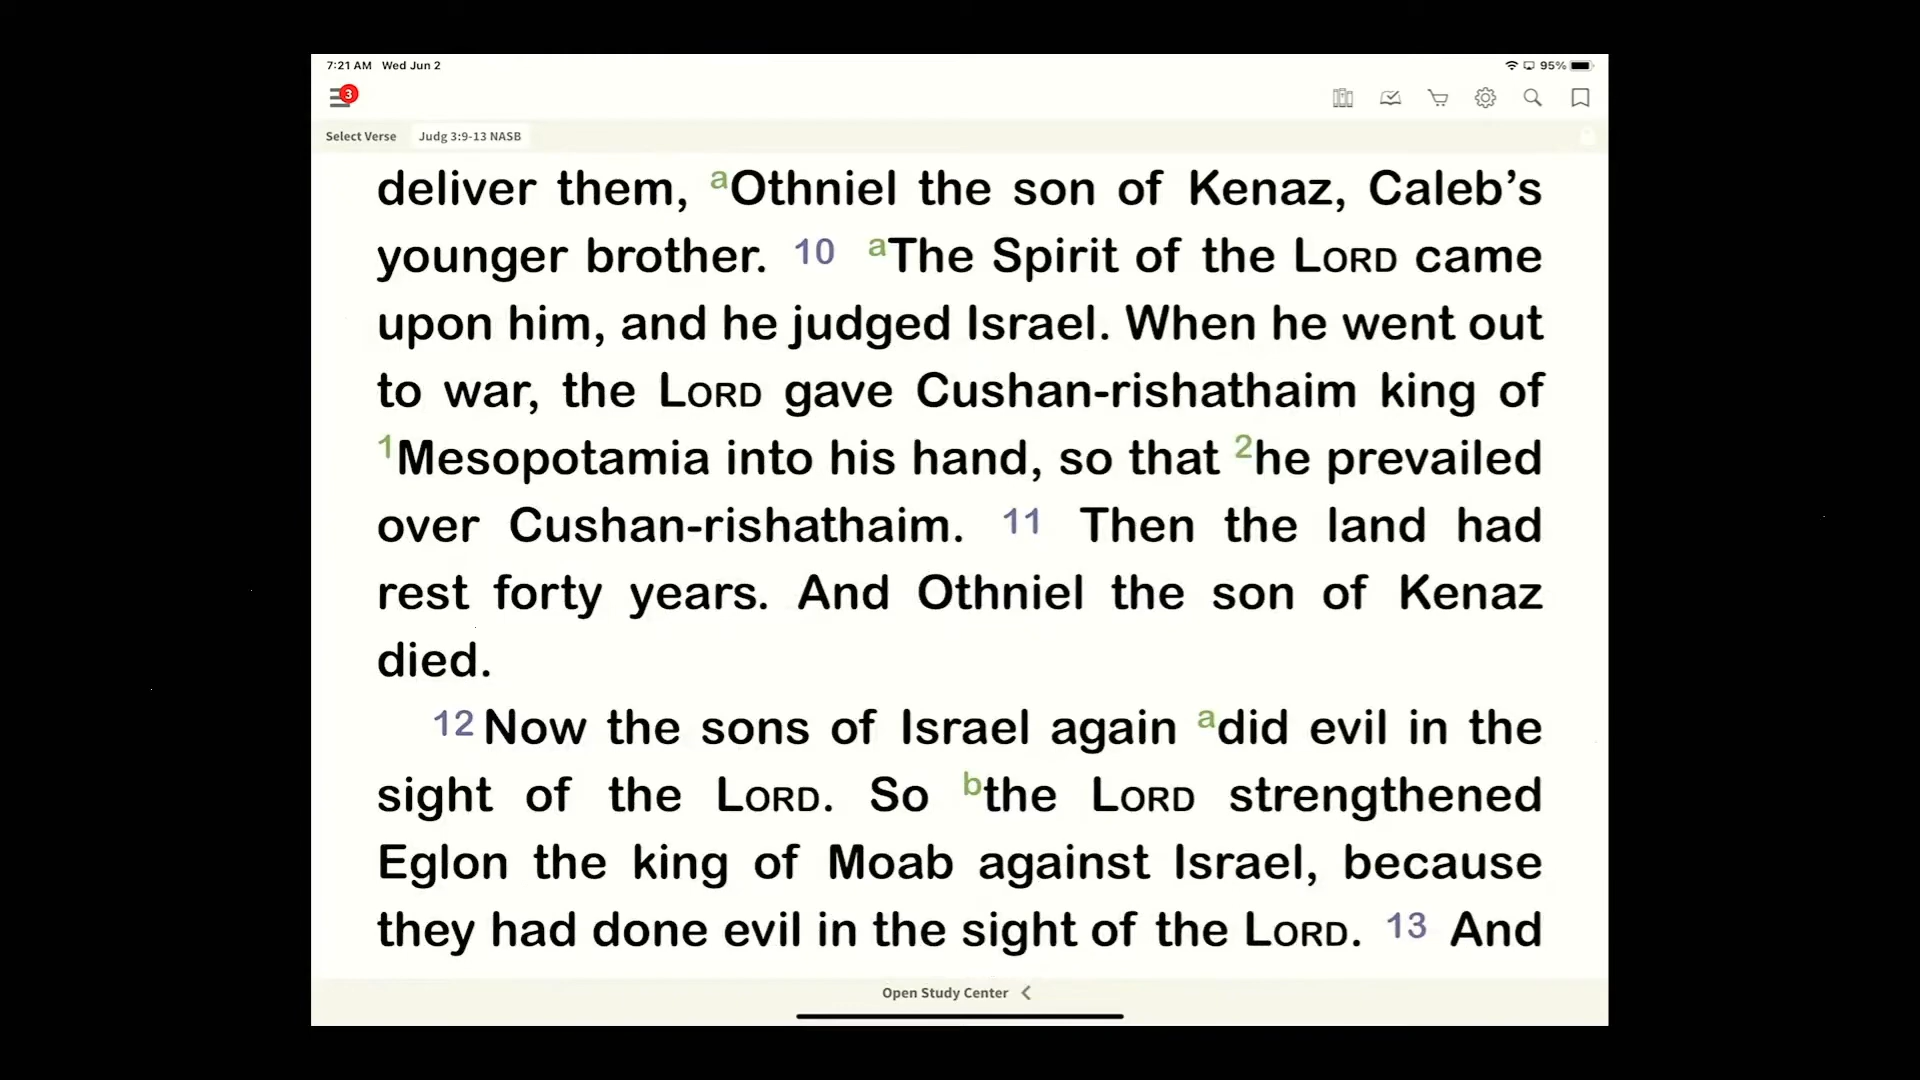 7:21 AM Wed Jun 2 95%
3
Select Verse Judg 3:9-13 NASB
deliver them, aOthniel the son of Kenaz, Caleb’s
younger brother. 10 aThe Spirit of the LORD came
upon him, and he judged Israel. When he went out
to war, the LORD gave Cushan-rishathaim king of
1Mesopotamia into his hand, so that 2he prevailed
over Cushan-rishathaim. 11 Then the land had
rest forty years. And Othniel the son of Kenaz
died.
12 Now the sons of Israel again adid evil in the
sight of the LORD. So bthe LORD strengthened
Eglon the king of Moab against Israel, because
they had done evil in the sight of the LORD. 13 And
Open Study Center